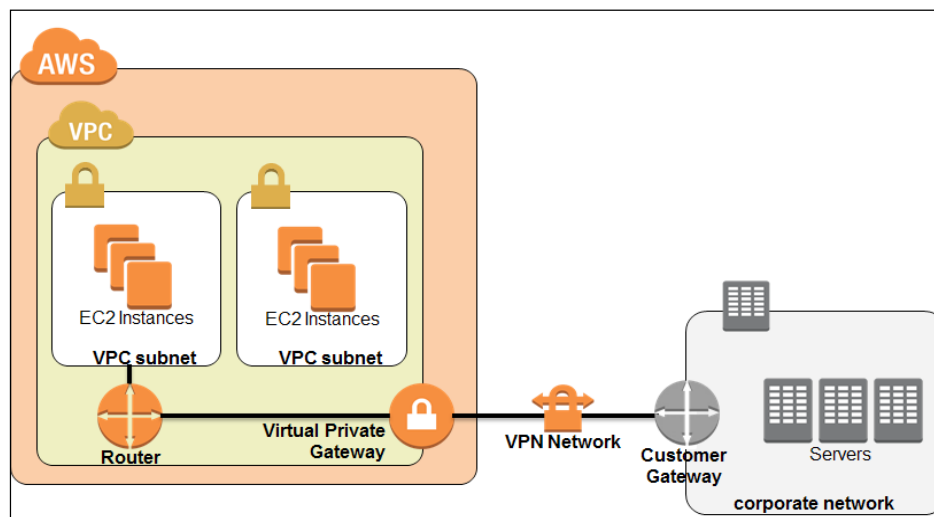 AWS
VPC
EC2 Instances
VPC subnet
EC2 Instances
VPC subnet
Router
Virtual Private
Gateway
VPN Network
Customer
Gateway
Servers
corporate network